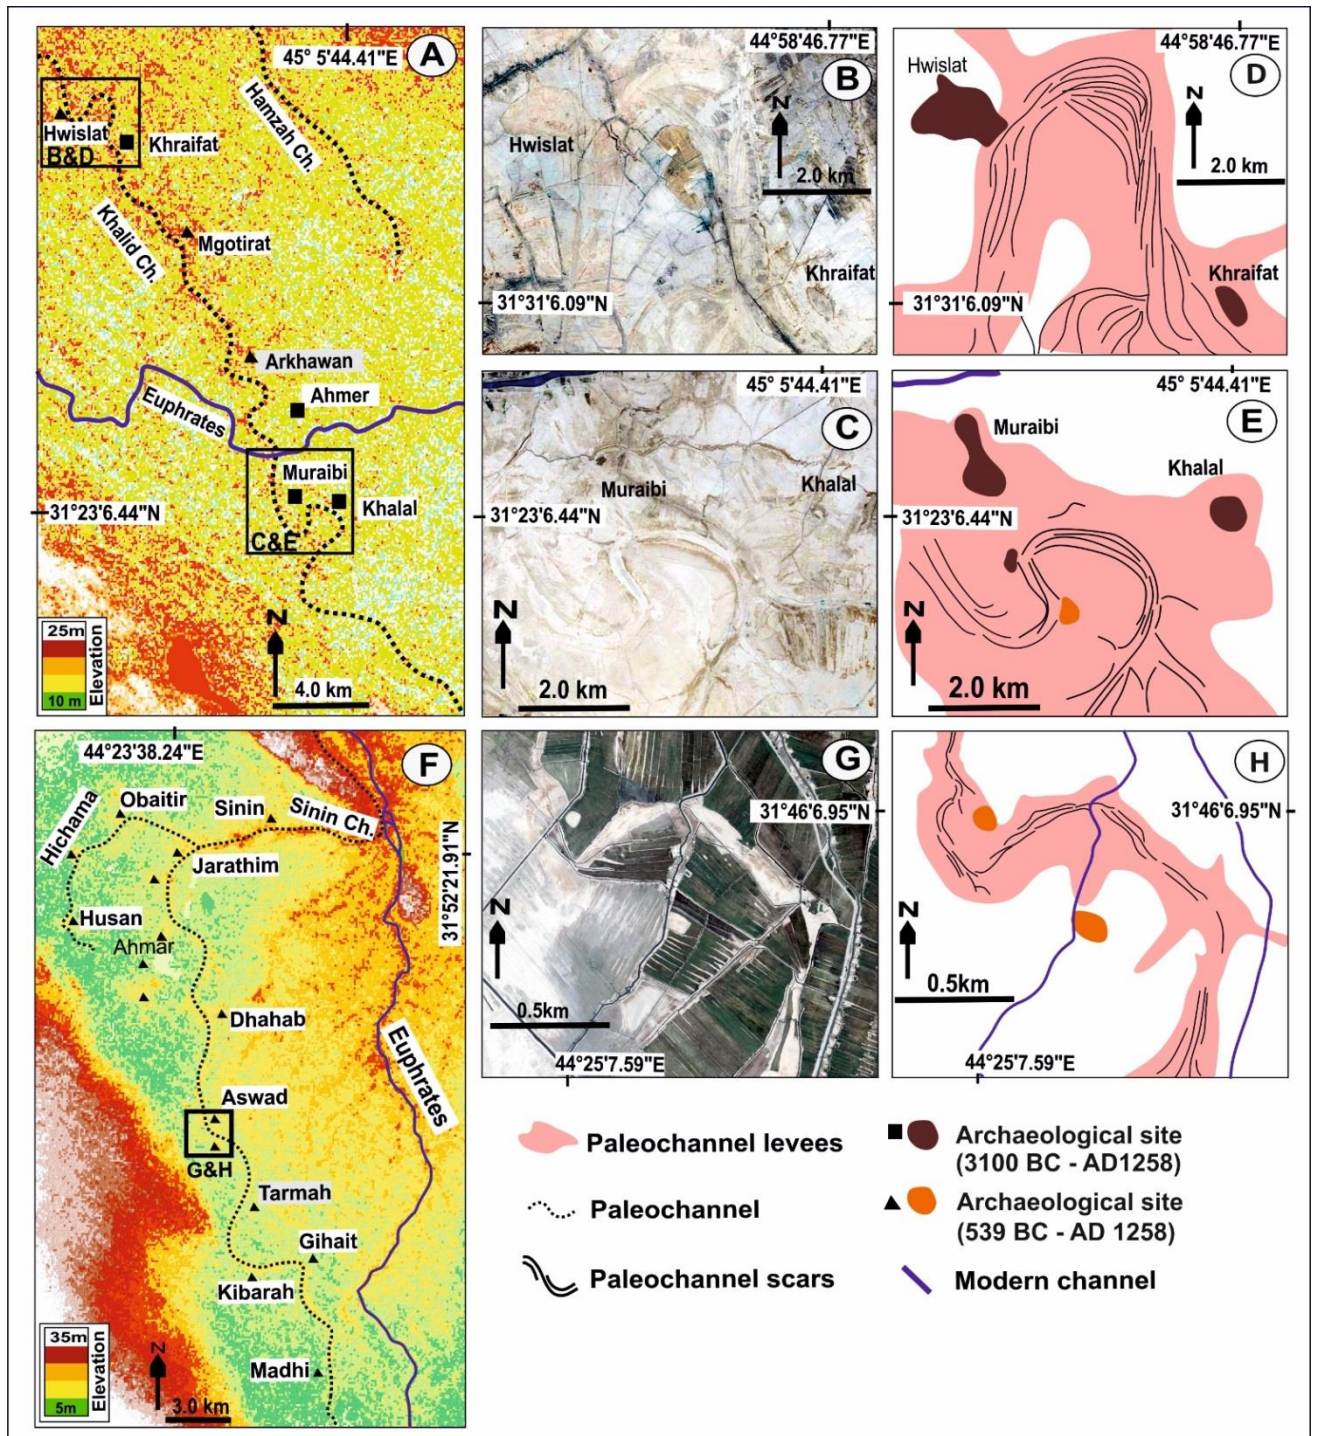 45° 5'44.41"E
A
Hamzah Ch.
Hwislat
B&D
Khraifat
Khalid Ch.
Mgotirat
Arkhawan
Euphrates
Ahmer
Muraibi
Khalal
31°23'6.44"N
C&E
25m
10 m
Elevation
N
4.0 km
44°58'46.77"E
B
N
Hwislat
2.0 km
Khraifat
31°31'6.09"N
44°58'46.77"E
D
Hwislat
N
2.0 km
Khraifat
31°31'6.09"N
45° 5'44.41"E
C
Muraibi
Khalal
31°23'6.44"N
N
2.0 km
45° 5'44.41"E
E
Muraibi
Khalal
31°23'6.44"N
N
2.0 km
44°23'38.24"E
F
Obaitir
Sinin
Sinin Ch.
Hichama
Jarathim
31°52'21.91"N
Husan
Ahmar
Dhahab
Euphrates
Aswad
G&H
Tarmah
Gihait
Kibarah
35m
5m
Elevation
N
Madhi
3.0 km
G
31°46'6.95"N
N
0.5km
44°25'7.59"E
H
31°46'6.95"N
N
0.5km
44°25'7.59"E
Paleochannel levees
Paleochannel
Paleochannel scars
Archaeological site
(3100 BC - AD1258)
Archaeological site
(539 BC - AD 1258)
Modern channel